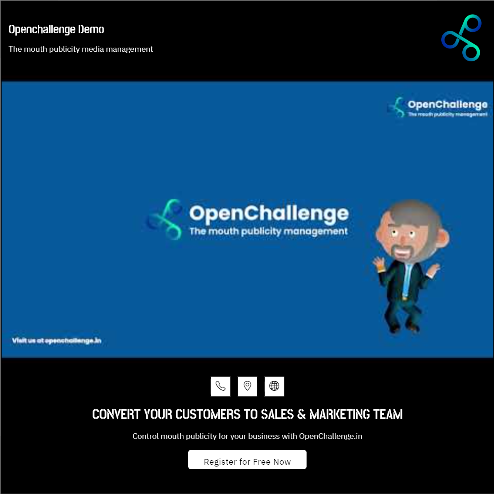 Openchallenge Demo
The mouth publicity media management
OpenChallenge
The mouth publicity management
OpenChallenge
The mouth publicity management
Visit us at openchallenge.in
CONVERT YOUR CUSTOMERS TO SALES & MARKETING TEAM
Control mouth publicity for your business with OpenChallenge.in
Register for Free Now